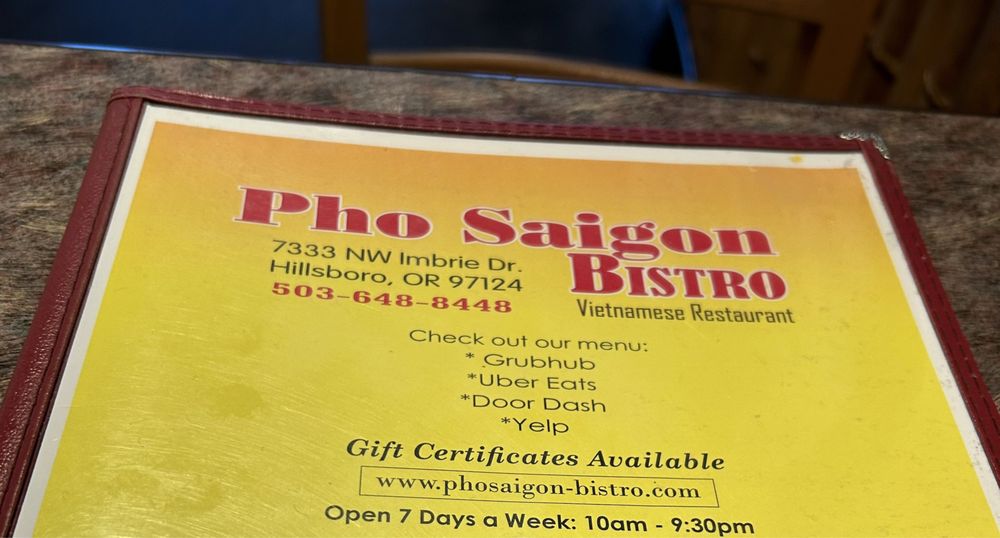 Pho Saigon
BISTRO
Vietnamese Restaurant
7333 NW Imbrie Dr.
Hillsboro, OR 97124
503-648-8448
Check out our menu:
* Grubhub
*Uber Eats
*Door Dash
*Yelp
Gift Certificates Available
www.phosaigon-bistro.com
Open 7 Days a Week: 10am - 9:30pm